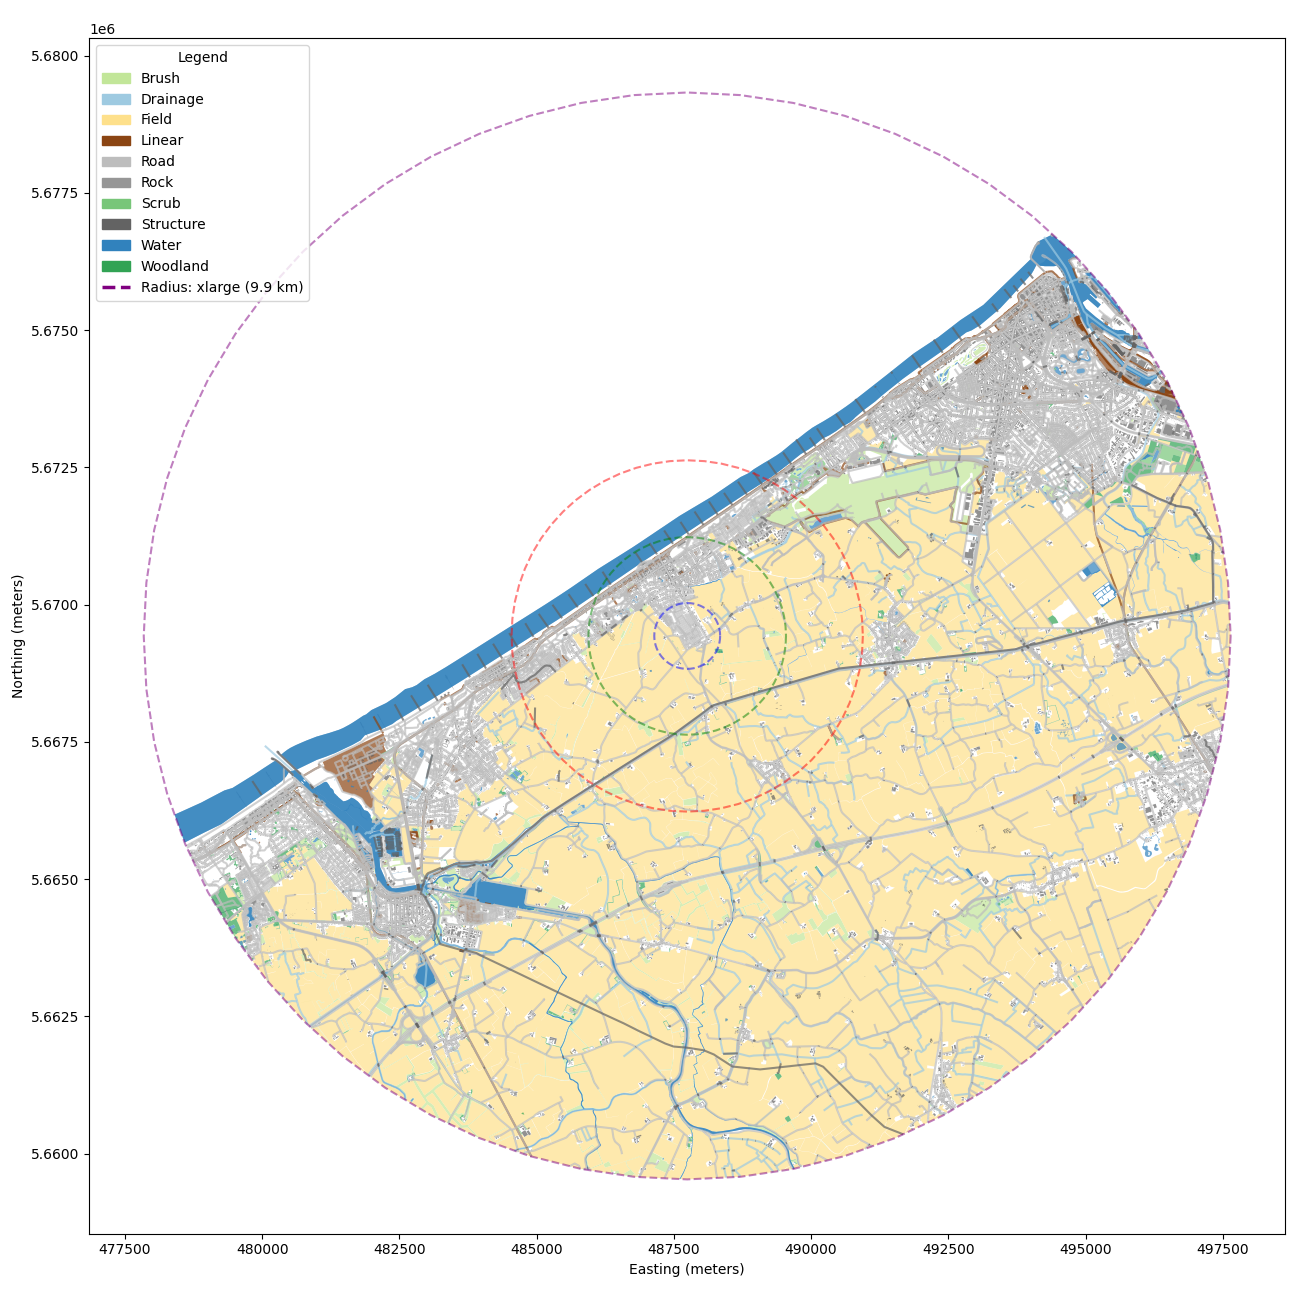 1e6
5.6800
5.6775
5.6750
5.6725
5.6700
5.6675
5.6650
5.6625
5.6600
Northing (meters)
Legend
Brush
Drainage
Field
Linear
Road
Rock
Scrub
Structure
Water
Woodland
Radius: xlarge (9.9 km)
477500 480000 482500 485000 487500 490000 492500 495000 497500
Easting (meters)